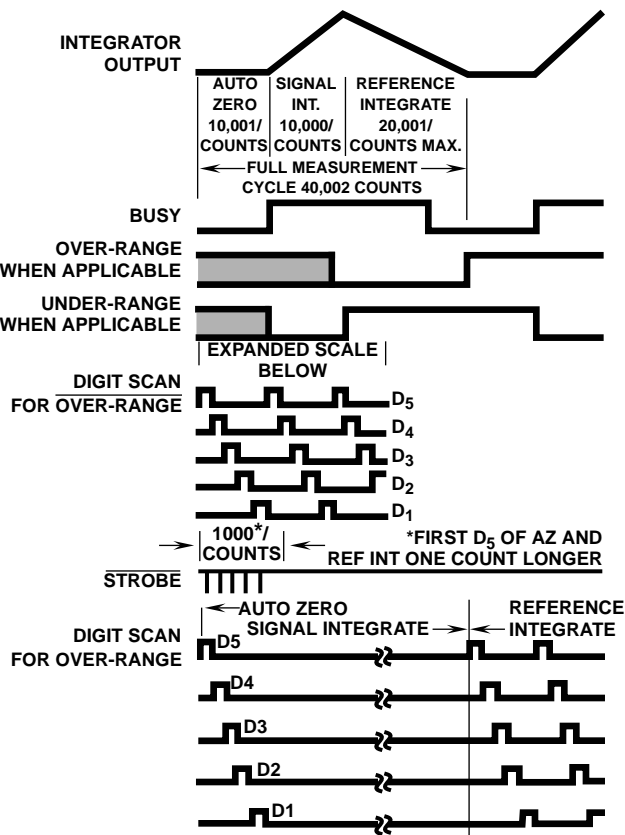 INTEGRATOR
OUTPUT
AUTO
ZERO
10,001/
COUNTS
SIGNAL
INT.
10,000/
COUNTS
REFERENCE
INTEGRATE
20,001/
COUNTS MAX.
FULL MEASUREMENT
CYCLE 40,002 COUNTS
BUSY
OVER-RANGE
WHEN APPLICABLE
UNDER-RANGE
WHEN APPLICABLE
EXPANDED SCALE
BELOW
DIGIT SCAN
FOR OVER-RANGE
D5
D4
D3
D2
D1
1000*/
COUNTS
*FIRST D5 OF AZ AND
REF INT ONE COUNT LONGER
STROBE
AUTO ZERO
SIGNAL INTEGRATE
REFERENCE
INTEGRATE
DIGIT SCAN
FOR OVER-RANGE
D5
D4
D3
D2
D1